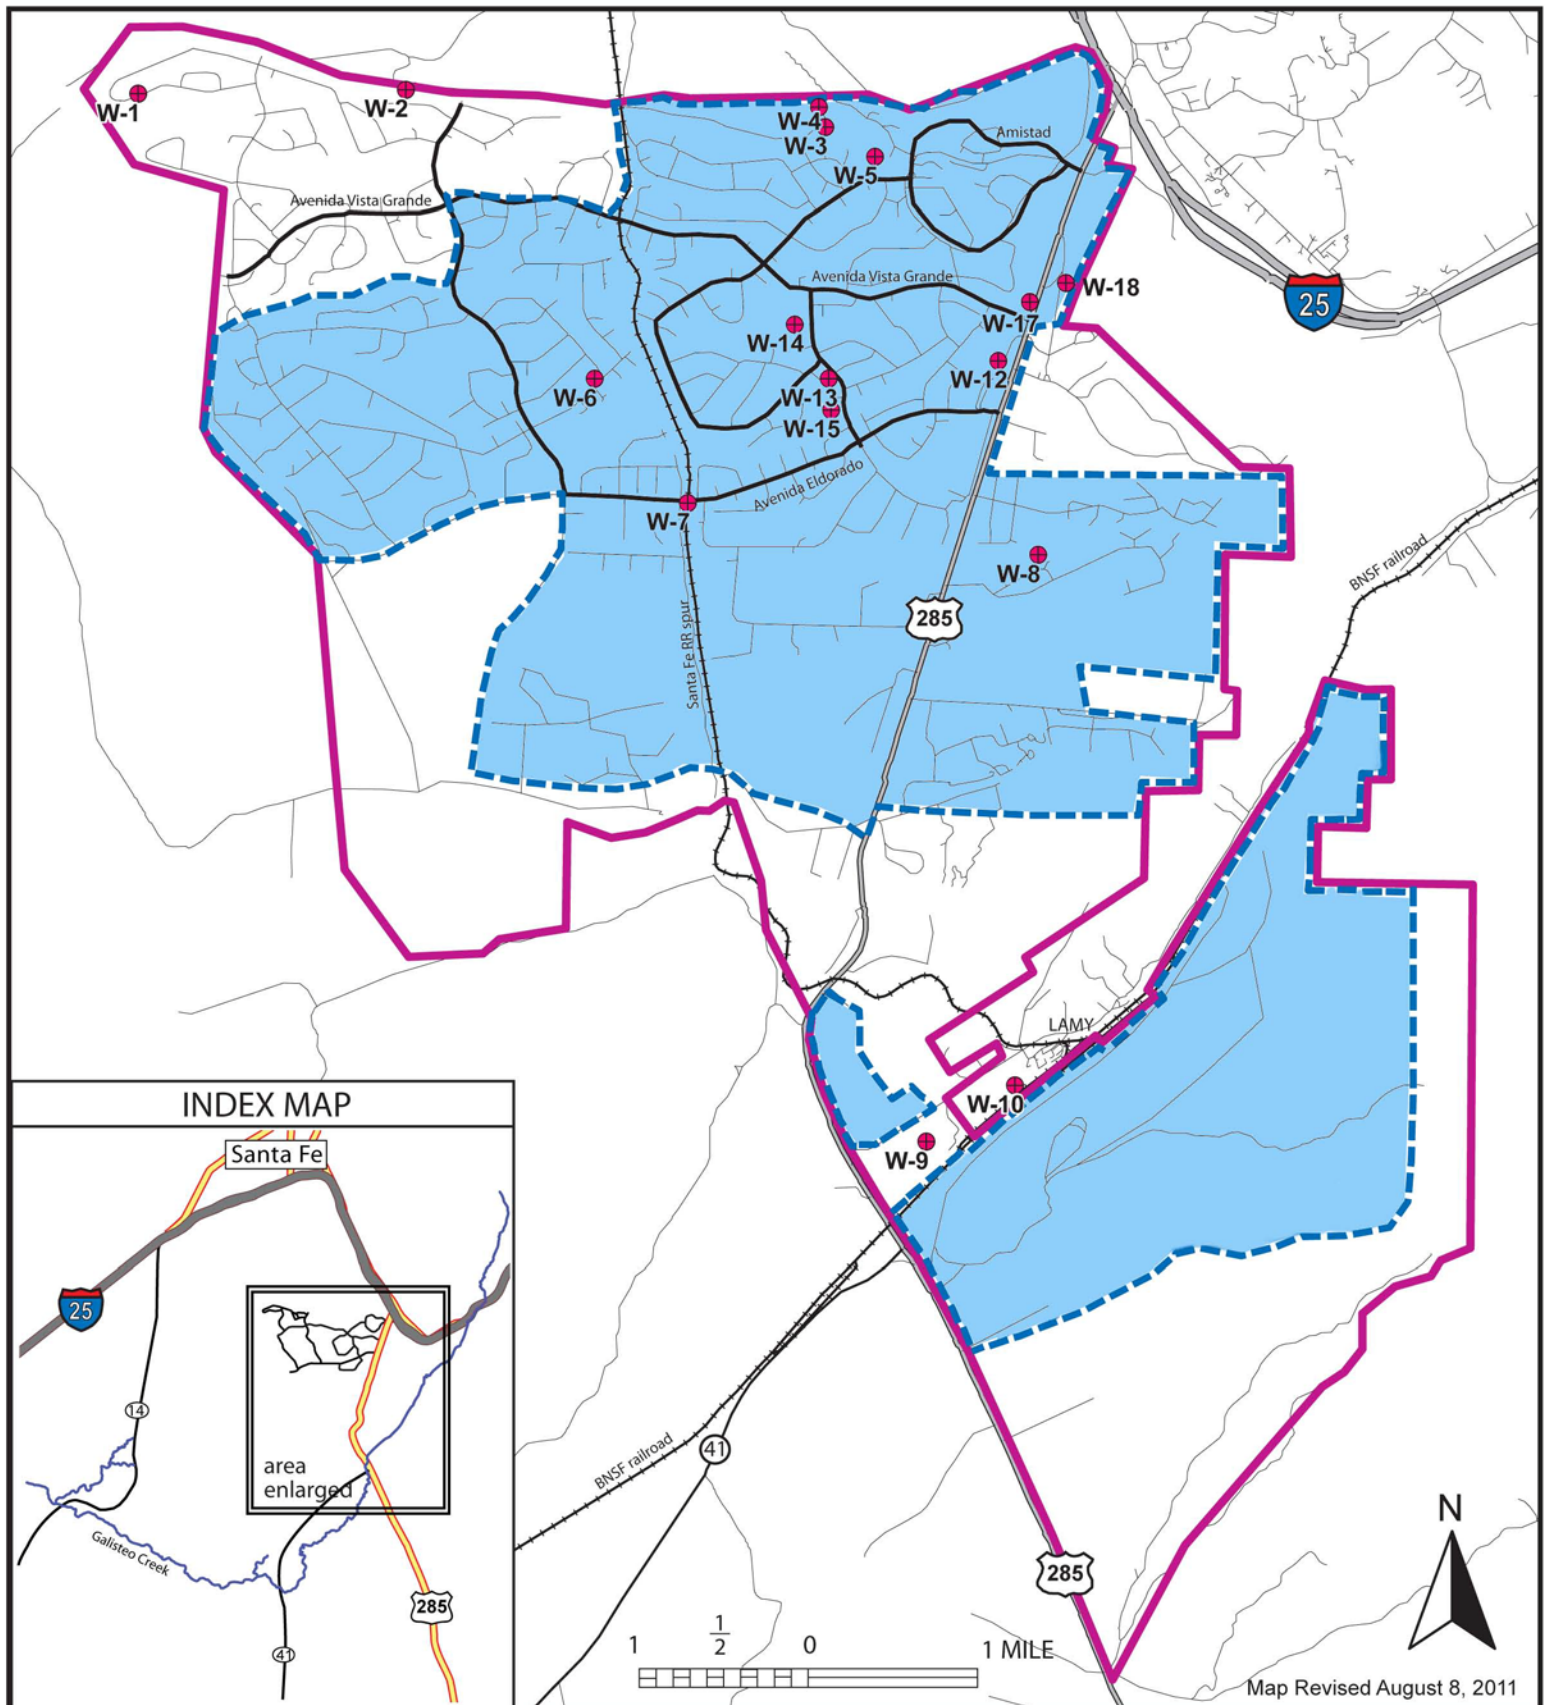 W-1
W-2
W-4
W-3
W-5
Amistad
Avenida Vista Grande
Avenida Vista Grande
W-18
25
W-17
W-14
W-12
W-6
W-13
W-15
Avenida Eldorado
W-7
W-8
BNSF railroad
285
Santa Fe RR spur
LAMY
W-10
W-9
INDEX MAP
Santa Fe
25
14
area
enlarged
Galisteo Creek
285
41
BNSF railroad
41
285
N
1 1/2 0 1 MILE
Map Revised August 8, 2011